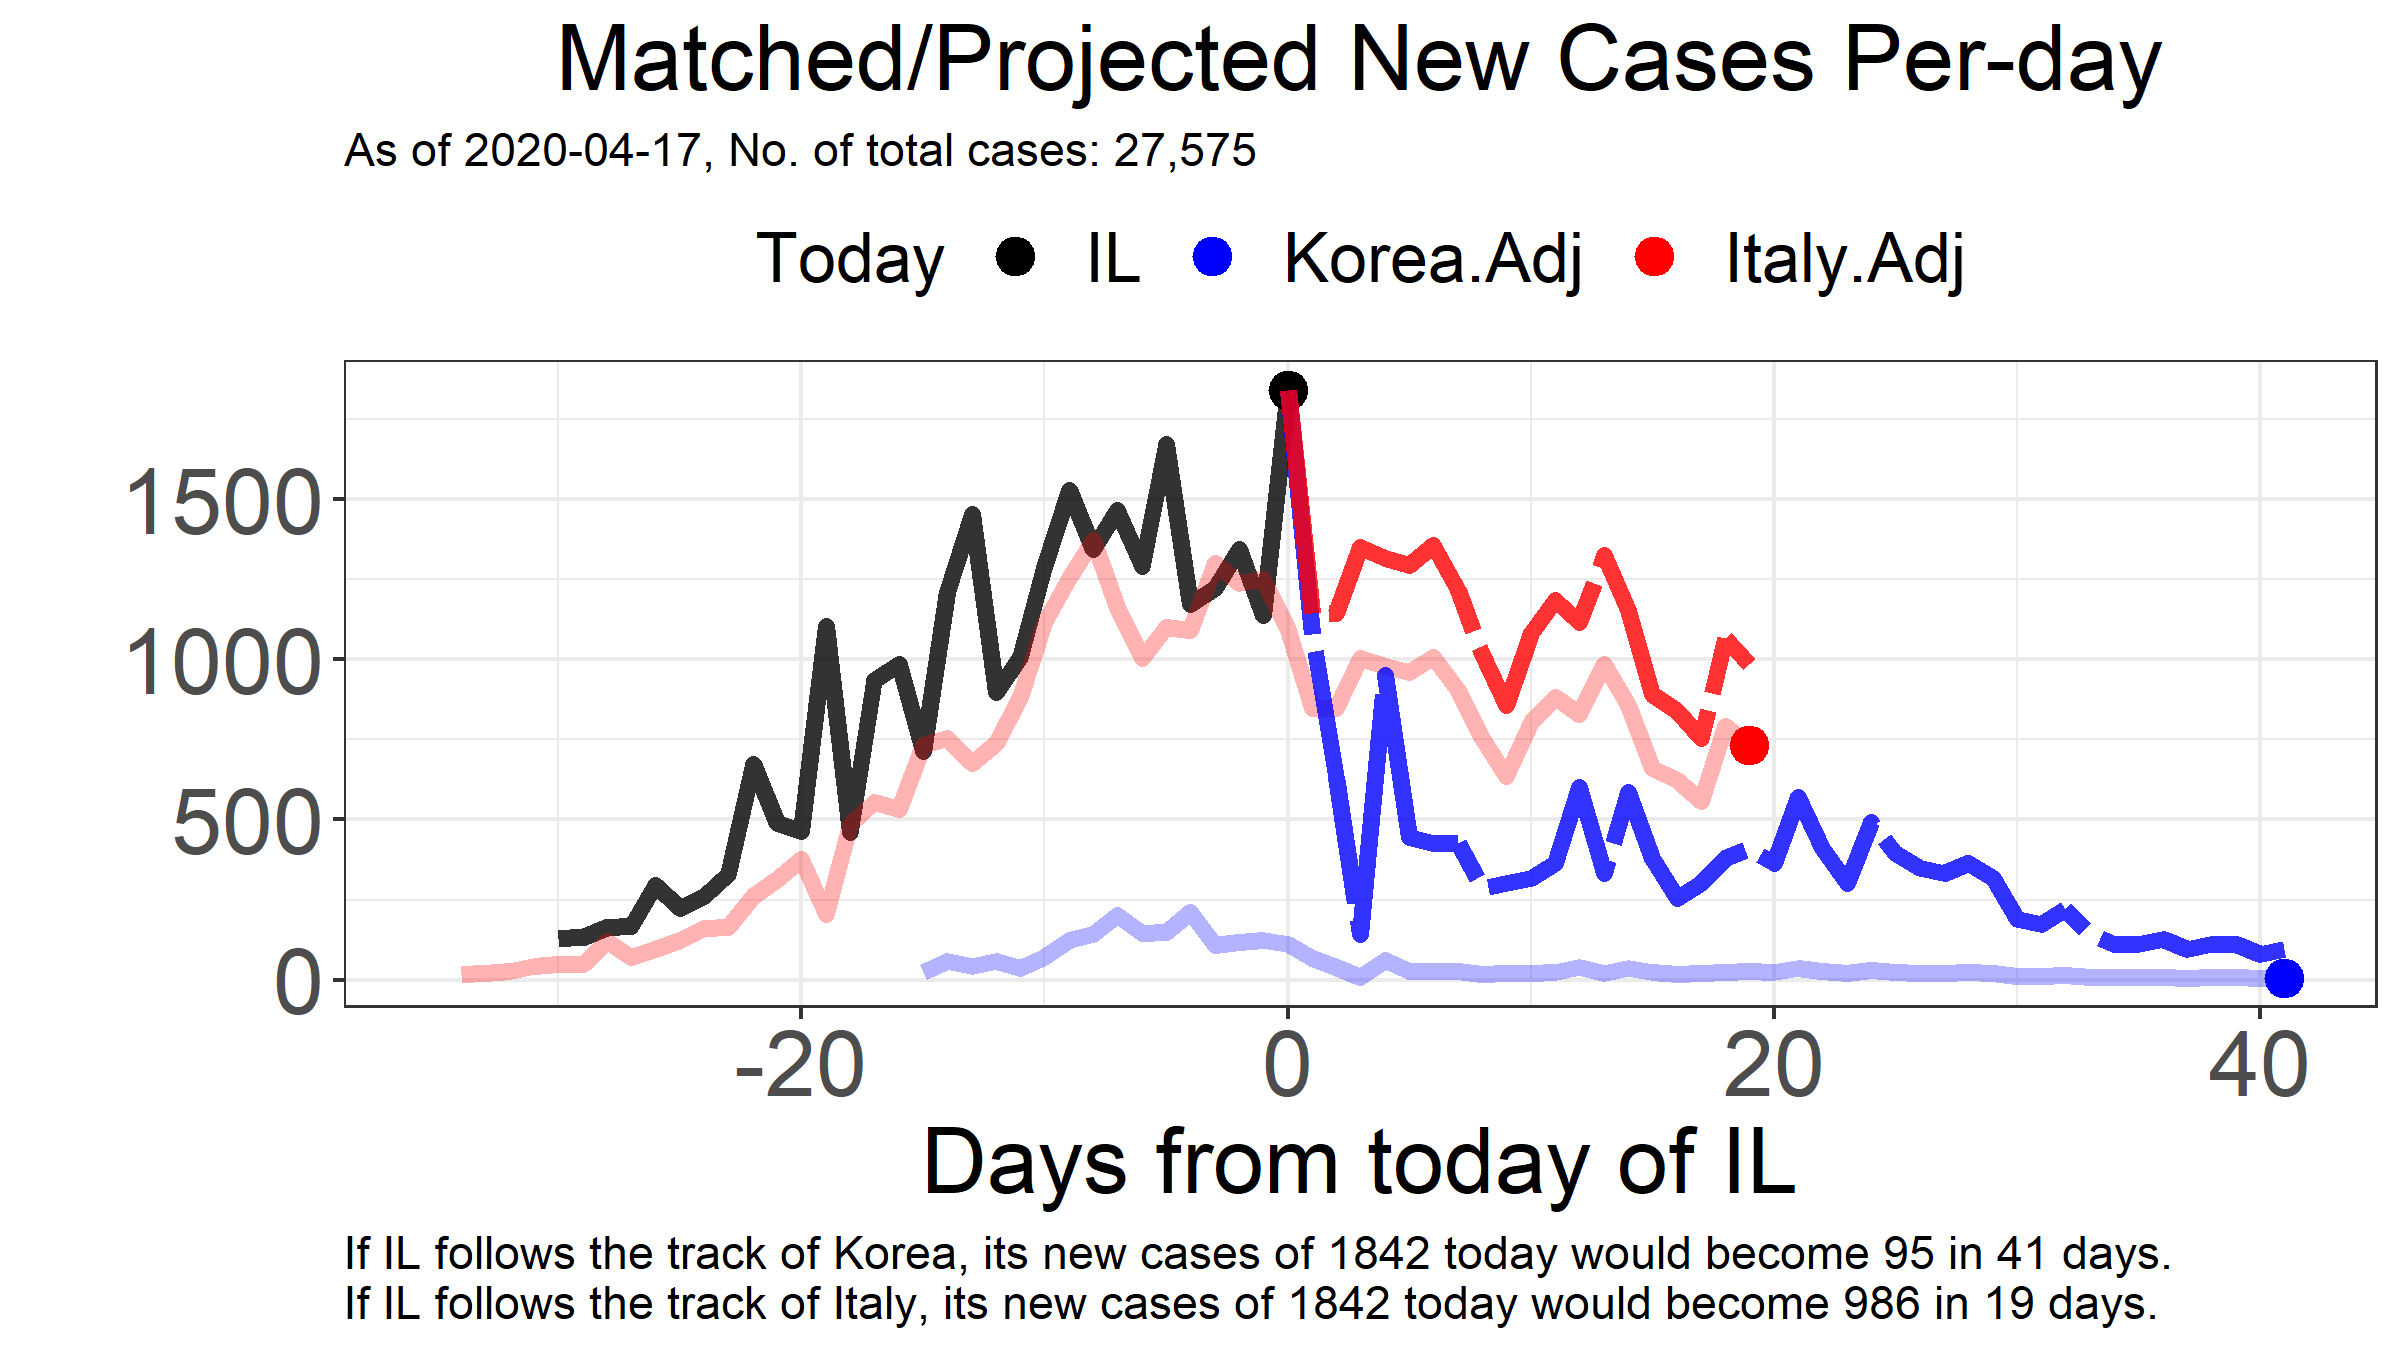 Matched/Projected New Cases Per-day
As of 2020-04-17, No. of total cases: 27,575
Today IL Korea.Adj Italy.Adj
1500
1000
500
0
-20 0 20 40
Days from today of IL
If IL follows the track of Korea, its new cases of 1842 today would become 95 in 41 days.
If IL follows the track of Italy, its new cases of 1842 today would become 986 in 19 days.